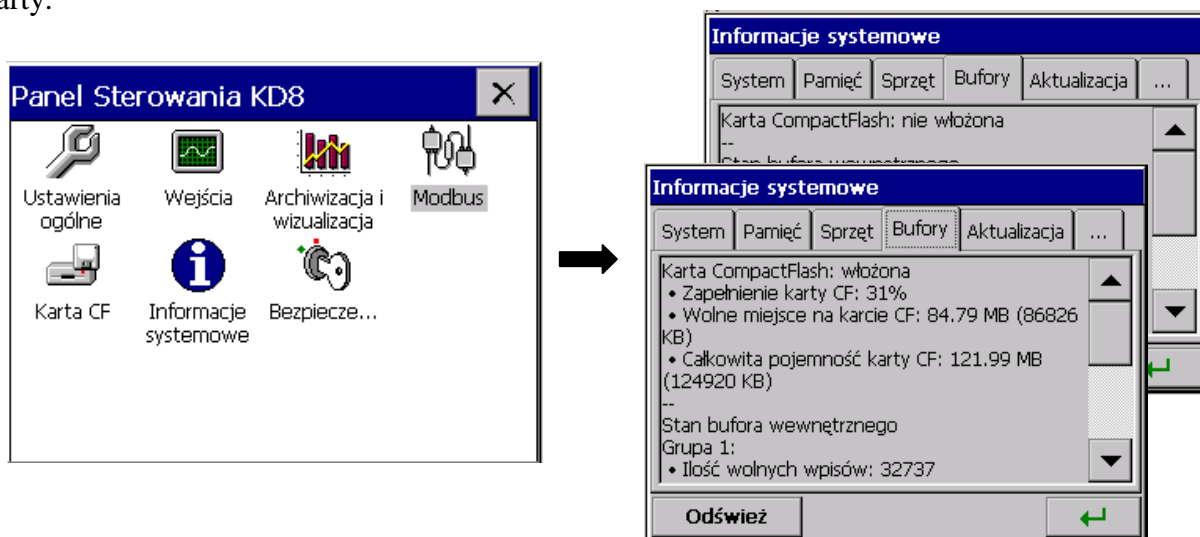 arty.
Panel Sterowania KD8
Ustawienia
ogólne
Wejścia
Archiwizacja i
wizualizacja
Modbus
Karta CF
Informacje
systemowe
Bezpiecze...
Informacje systemowe
System Pamięć Sprzęt Bufory Aktualizacja ...
Karta CompactFlash: nie włożona
--
Stan bufora wewnętrznego
Informacje systemowe
System Pamięć Sprzęt Bufory Aktualizacja ...
Karta CompactFlash: włożona
• Zapełnienie karty CF: 31%
• Wolne miejsce na karcie CF: 84.79 MB (86826
KB)
• Całkowita pojemność karty CF: 121.99 MB
(124920 KB)
--
Stan bufora wewnętrznego
Grupa 1:
• Ilość wolnych wpisów: 32737
Odśwież